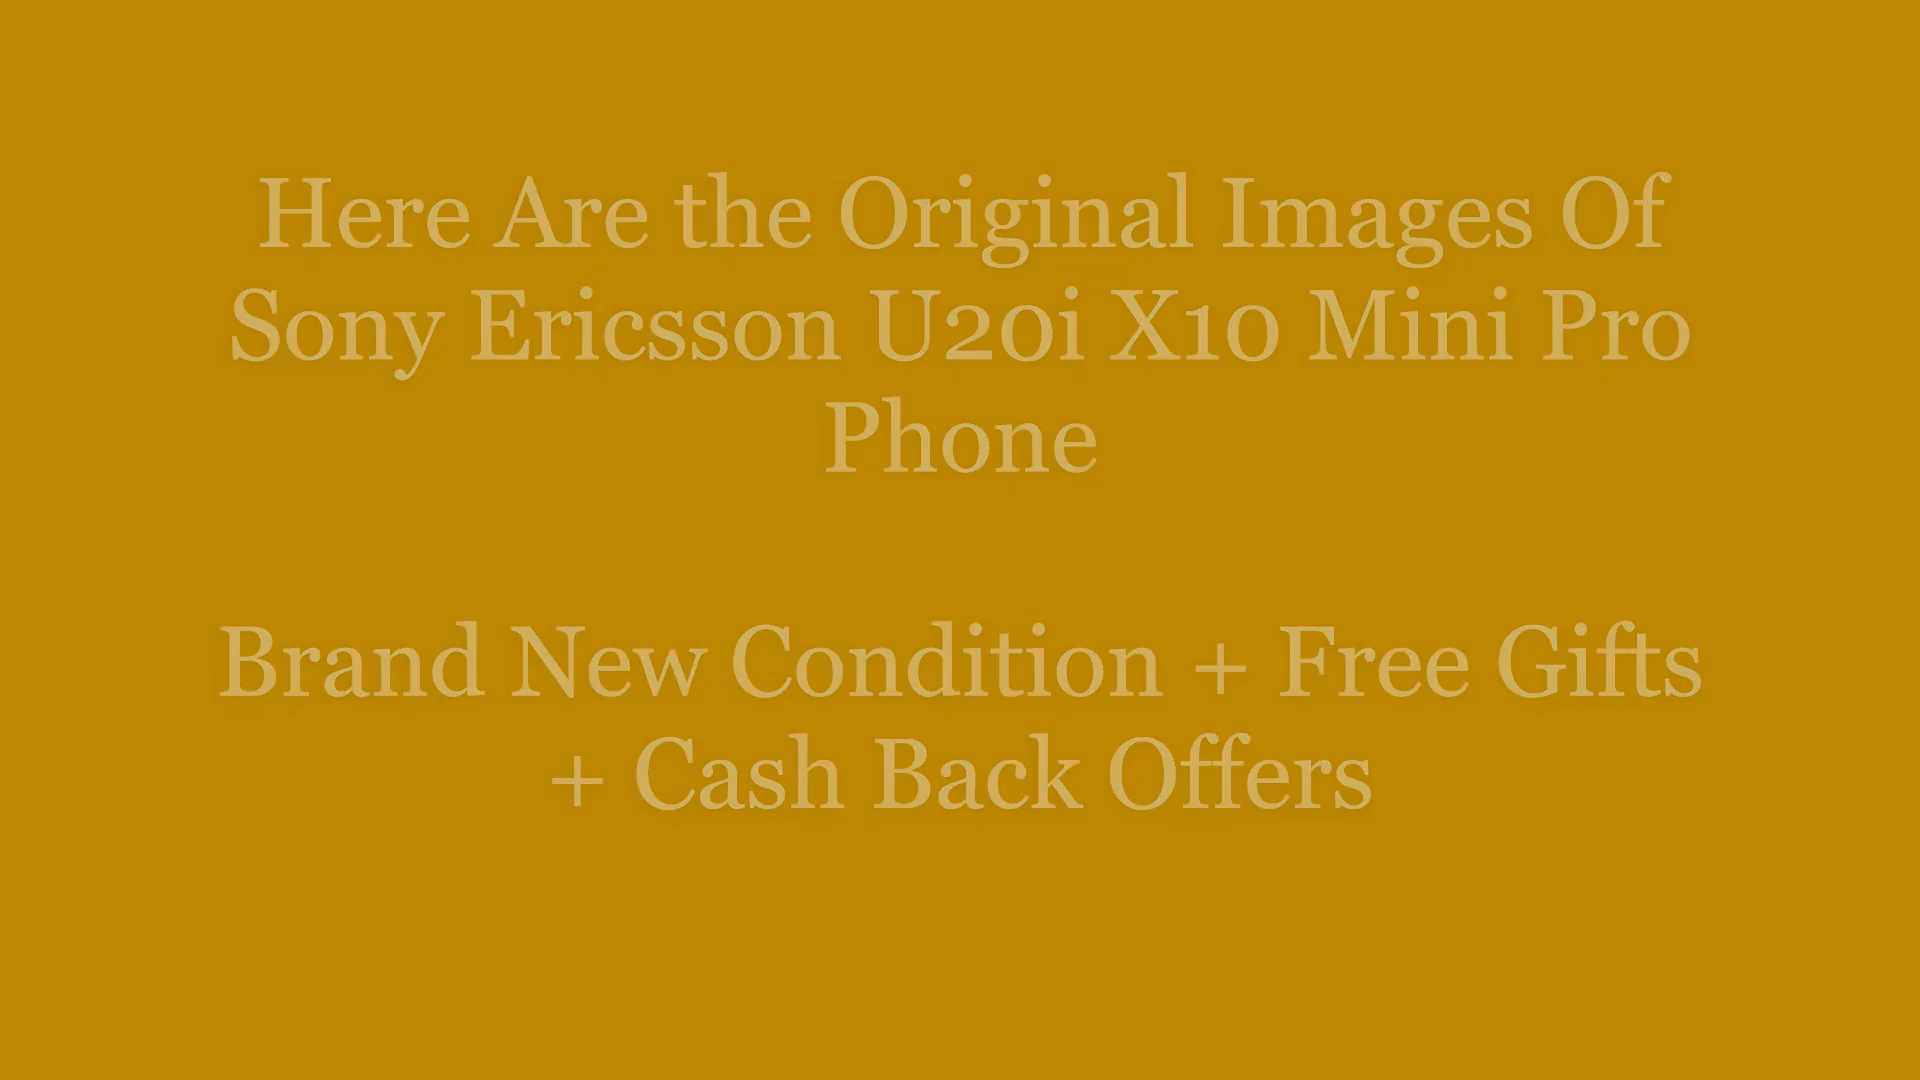 Here Are the Original Images Of
Sony Ericsson U20i X10 Mini Pro
Phone
Brand New Condition + Free Gifts
+ Cash Back Offers